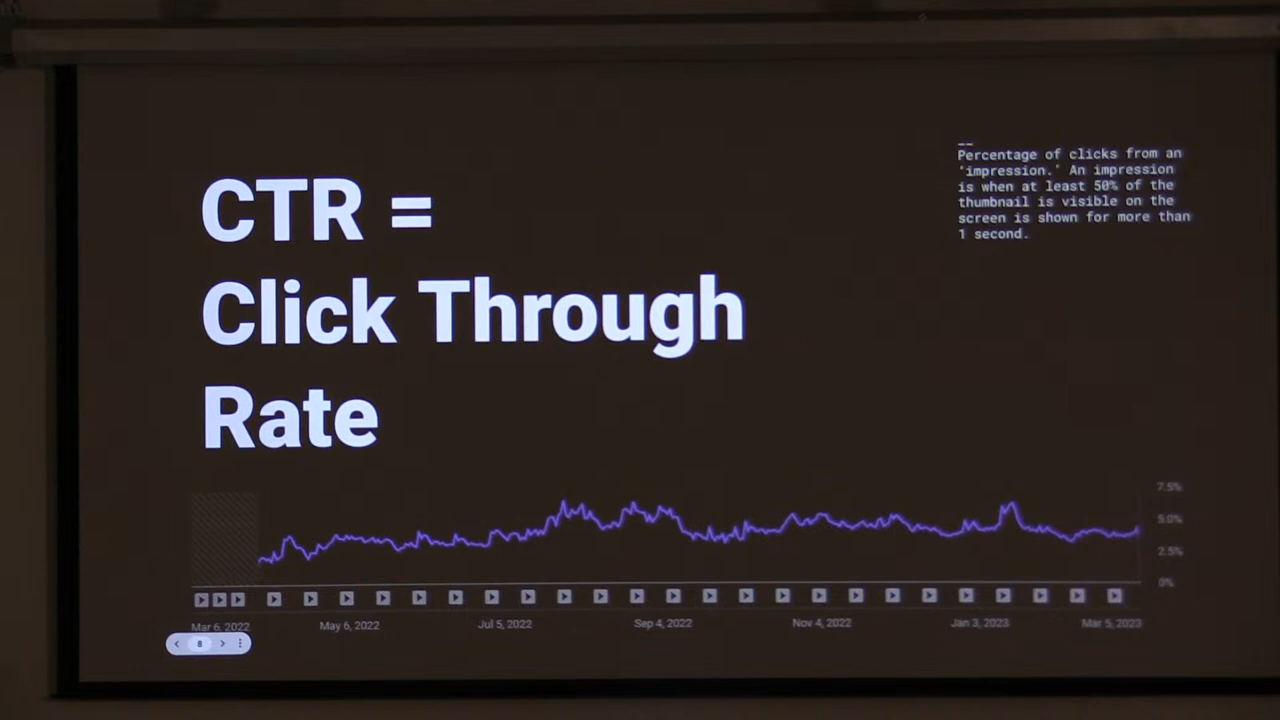 CTR =
Click Through
Rate
Percentage of clicks from an
'impression.' An impression
is when at least 50% of the
thumbnail is visible on the
screen is shown for more than
1 second.
7.5%
5.0%
2.5%
0%
Mar 6, 2022
May 6, 2022
Jul 5, 2022
Sep 4, 2022
Nov 4, 2022
Jan 3, 2023
Mar 5, 2023
8